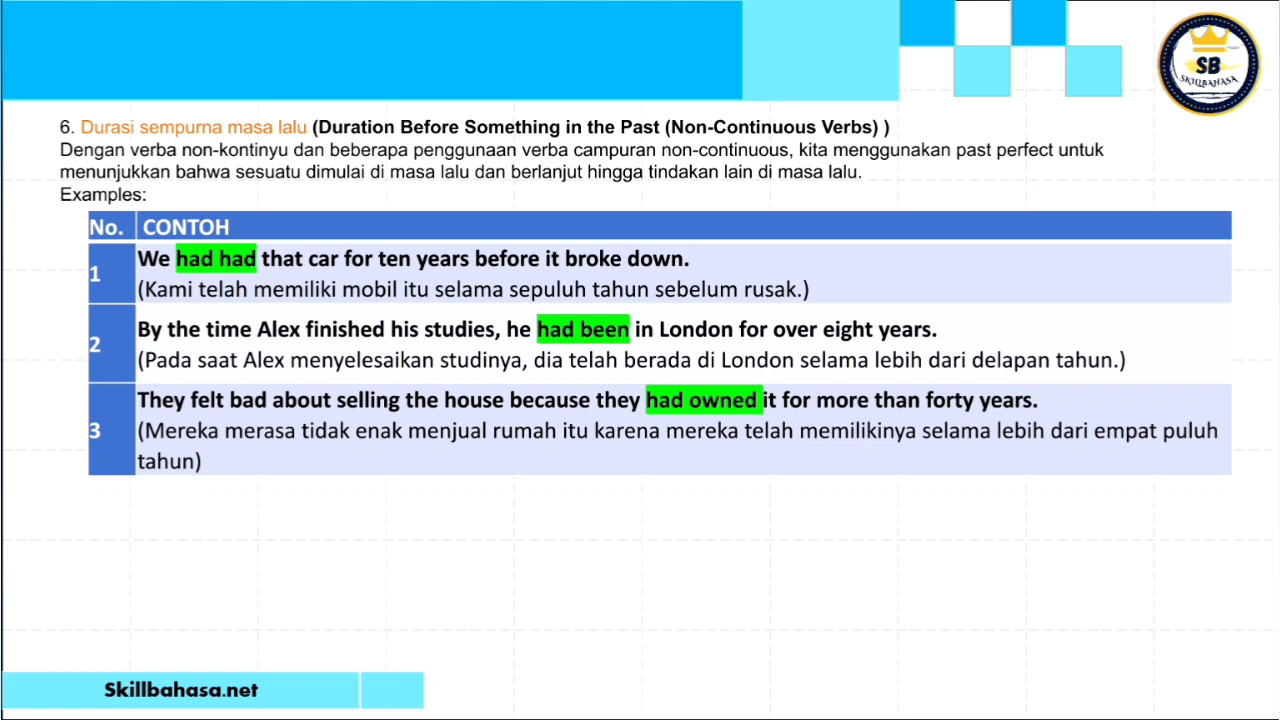 SB
SKILLBAHASA
6. Durasi sempurna masa lalu (Duration Before Something in the Past (Non-Continuous Verbs) )
Dengan verba non-kontinyu dan beberapa penggunaan verba campuran non-continuous, kita menggunakan past perfect untuk
menunjukkan bahwa sesuatu dimulai di masa lalu dan berlanjut hingga tindakan lain di masa lalu.
Examples:
No. CONTOH
1 We had had that car for ten years before it broke down.
(Kami telah memiliki mobil itu selama sepuluh tahun sebelum rusak.)
2 By the time Alex finished his studies, he had been in London for over eight years.
(Pada saat Alex menyelesaikan studinya, dia telah berada di London selama lebih dari delapan tahun.)
3 They felt bad about selling the house because they had owned it for more than forty years.
(Mereka merasa tidak enak menjual rumah itu karena mereka telah memilikinya selama lebih dari empat puluh
tahun)
Skillbahasa.net